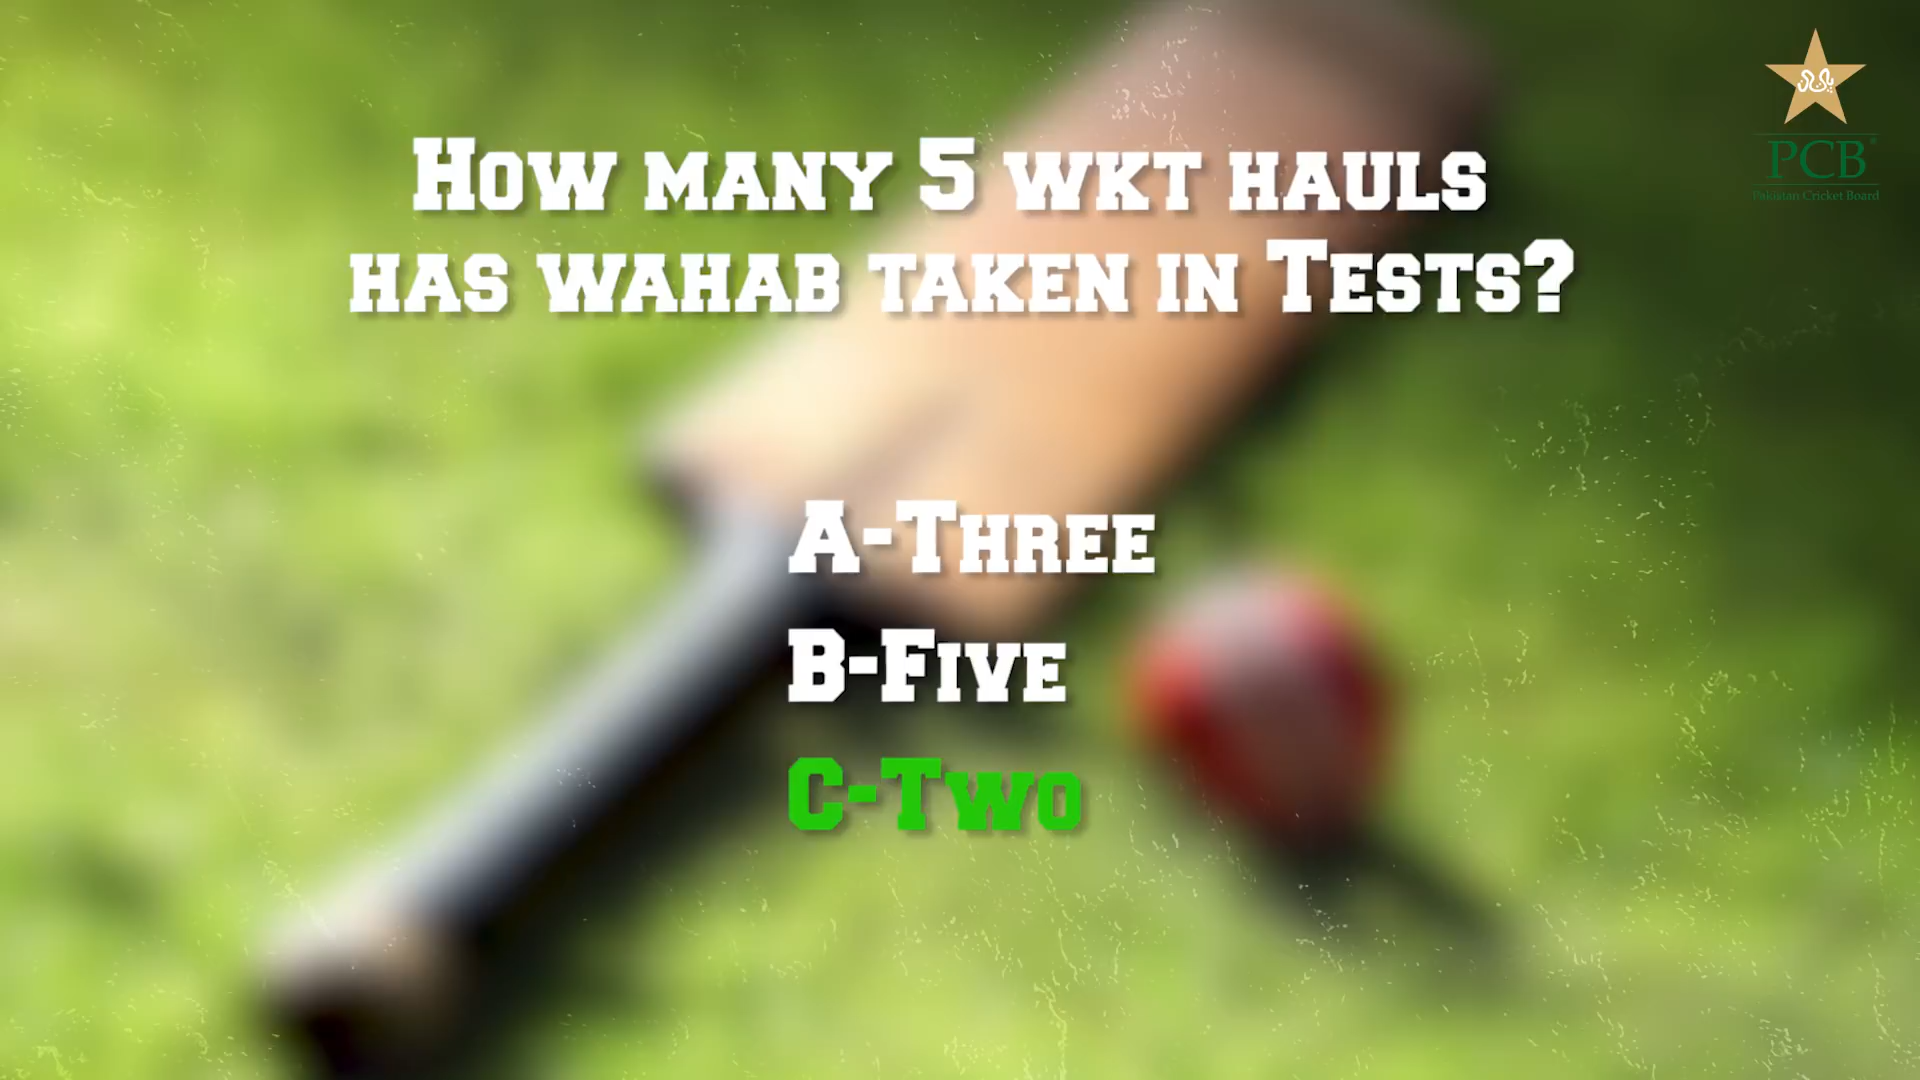 How many 5 wkt hauls
has wahab taken in Tests?
A-Three
B-Five
C-Two
PCB
Pakistan Cricket Board